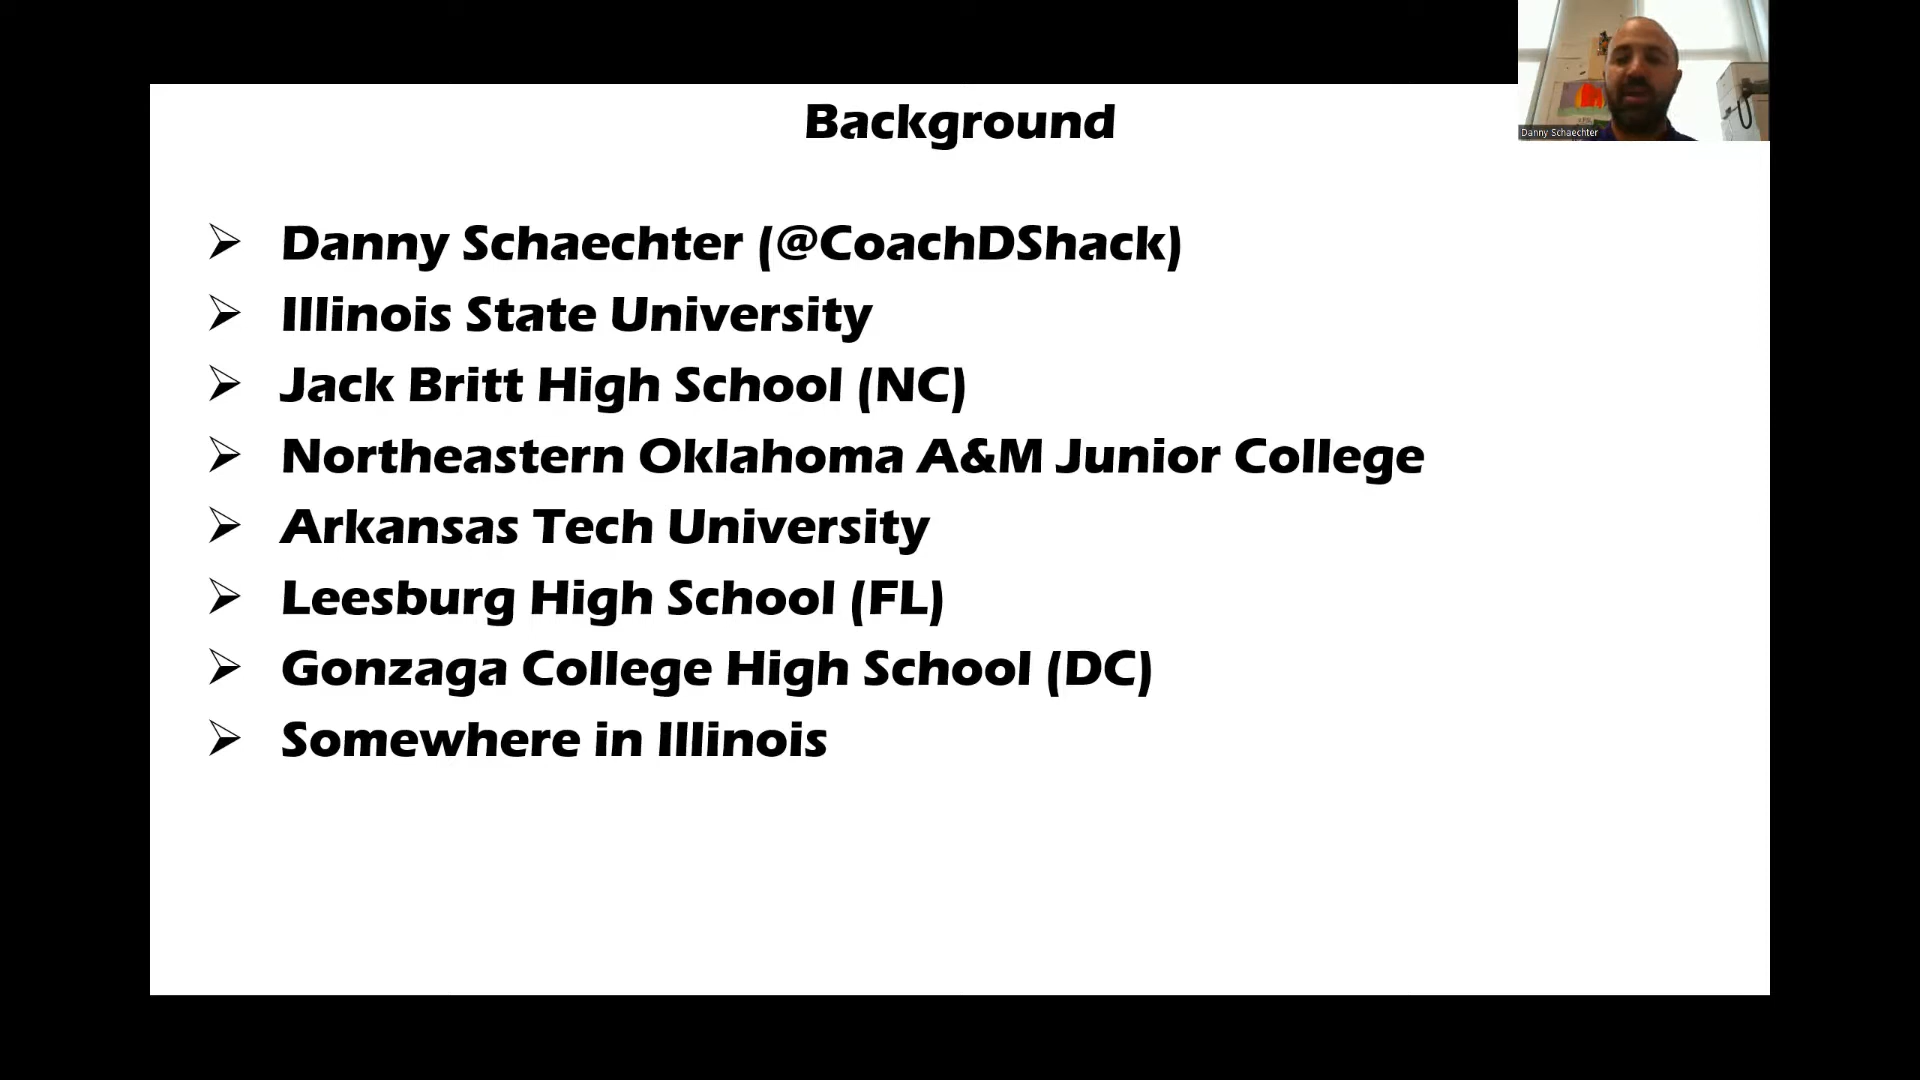 Background
Danny Schaechter
Danny Schaechter (@CoachDShack)
Illinois State University
Jack Britt High School (NC)
Northeastern Oklahoma A&M Junior College
Arkansas Tech University
Leesburg High School (FL)
Gonzaga College High School (DC)
Somewhere in Illinois